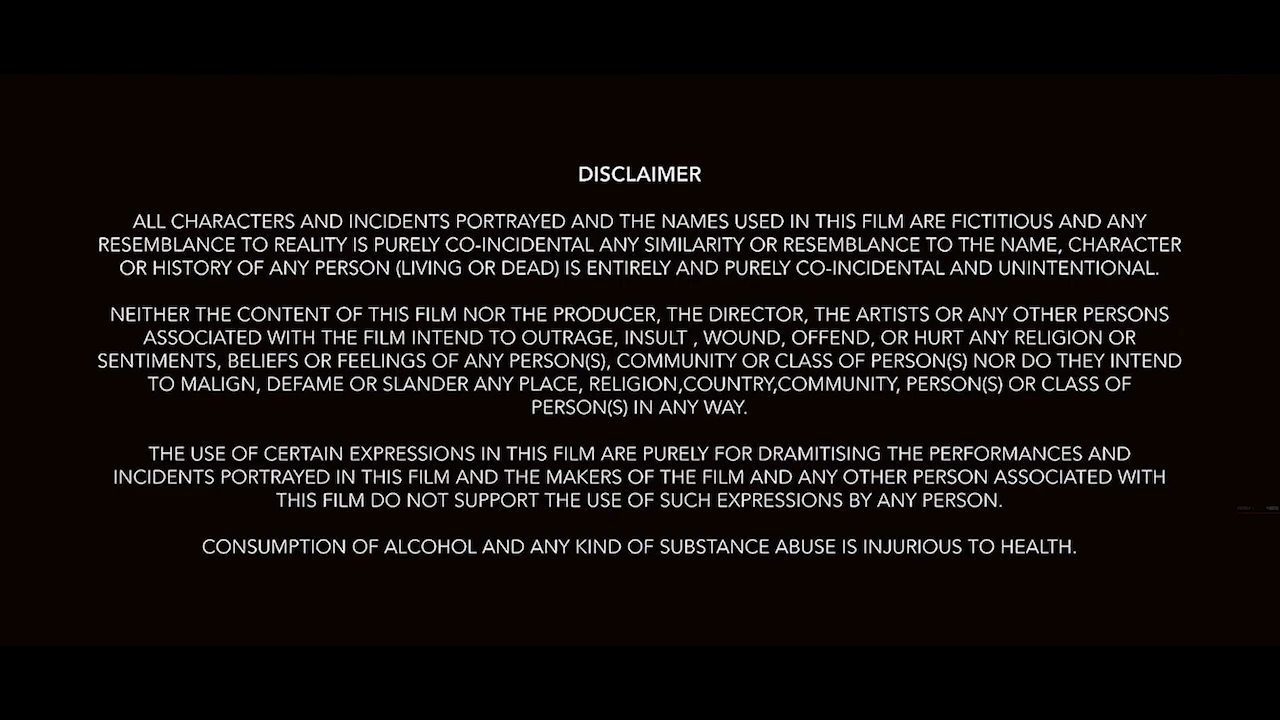 DISCLAIMER
ALL CHARACTERS AND INCIDENTS PORTRAYED AND THE NAMES USED IN THIS FILM ARE FICTITIOUS AND ANY
RESEMBLANCE TO REALITY IS PURELY CO-INCIDENTAL ANY SIMILARITY OR RESEMBLANCE TO THE NAME, CHARACTER
OR HISTORY OF ANY PERSON (LIVING OR DEAD) IS ENTIRELY AND PURELY CO-INCIDENTAL AND UNINTENTIONAL.
NEITHER THE CONTENT OF THIS FILM NOR THE PRODUCER, THE DIRECTOR, THE ARTISTS OR ANY OTHER PERSONS
ASSOCIATED WITH THE FILM INTEND TO OUTRAGE, INSULT , WOUND, OFFEND, OR HURT ANY RELIGION OR
SENTIMENTS, BELIEFS OR FEELINGS OF ANY PERSON(S), COMMUNITY OR CLASS OF PERSON(S) NOR DO THEY INTEND
TO MALIGN, DEFAME OR SLANDER ANY PLACE, RELIGION,COUNTRY,COMMUNITY, PERSON(S) OR CLASS OF
PERSON(S) IN ANY WAY.
THE USE OF CERTAIN EXPRESSIONS IN THIS FILM ARE PURELY FOR DRAMITISING THE PERFORMANCES AND
INCIDENTS PORTRAYED IN THIS FILM AND THE MAKERS OF THE FILM AND ANY OTHER PERSON ASSOCIATED WITH
THIS FILM DO NOT SUPPORT THE USE OF SUCH EXPRESSIONS BY ANY PERSON.
CONSUMPTION OF ALCOHOL AND ANY KIND OF SUBSTANCE ABUSE IS INJURIOUS TO HEALTH.